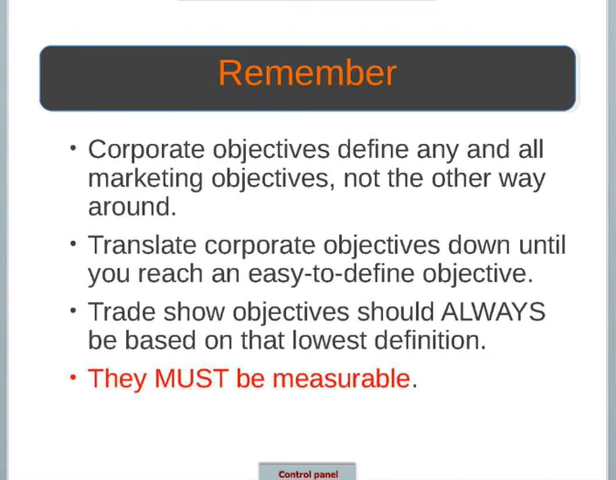 Remember
• Corporate objectives define any and all
marketing objectives, not the other way
around.
• Translate corporate objectives down until
you reach an easy-to-define objective.
• Trade show objectives should ALWAYS
be based on that lowest definition.
• They MUST be measurable.
Control panel